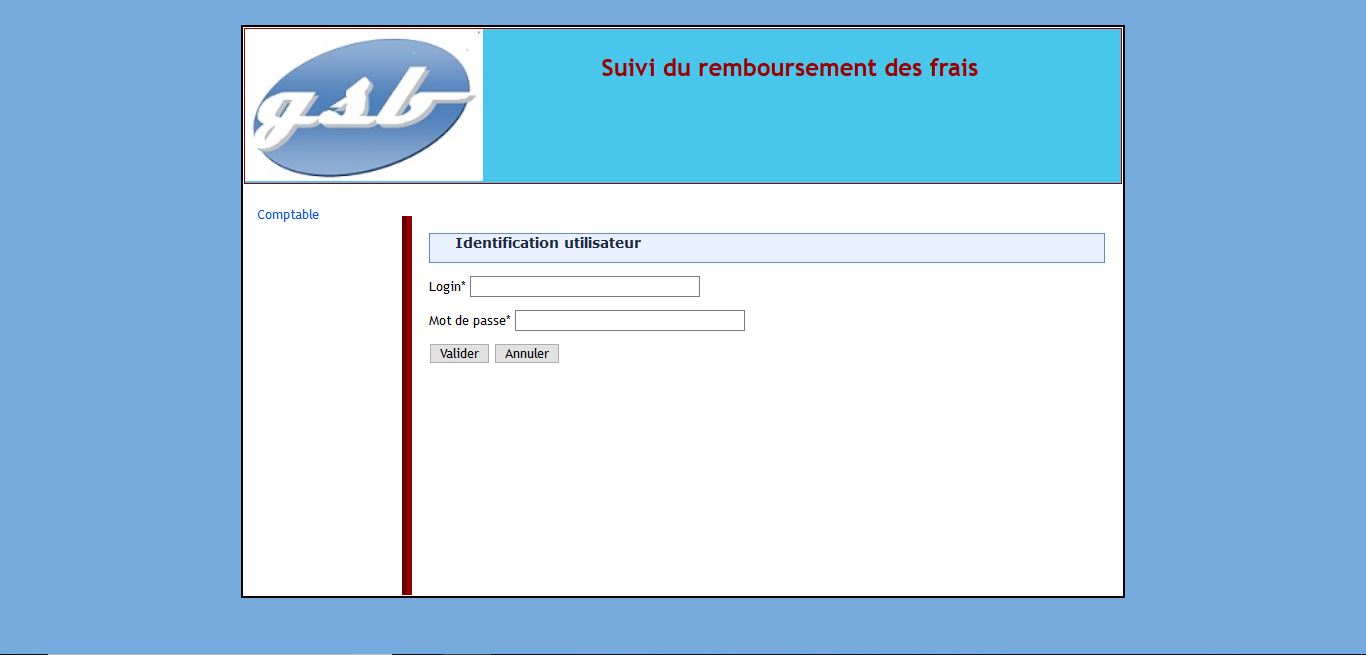 gsb
Suivi du remboursement des frais
Comptable
Identification utilisateur
Login*
Mot de passe*
Valider Annuler